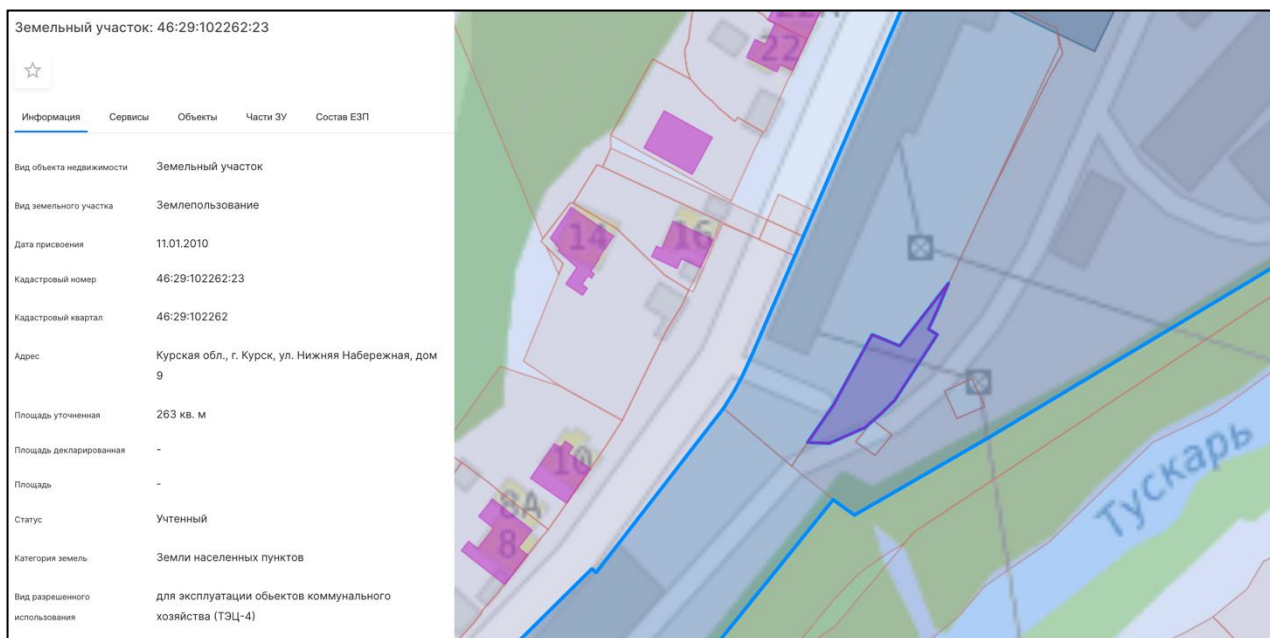 Земельный участок: 46:29:102262:23
Информация Сервисы Объекты Части ЗУ Состав ЕЗП
Вид объекта недвижимости Земельный участок
Вид земельного участка Землепользование
Дата присвоения 11.01.2010
Кадастровый номер 46:29:102262:23
Кадастровый квартал 46:29:102262
Адрес Курская обл., г. Курск, ул. Нижняя Набережная, дом
9
Площадь уточненная 263 кв. м
Площадь декларированная -
Площадь -
Статус Учтенный
Категория земель Земли населенных пунктов
Вид разрешенного использования для эксплуатации обьектов коммунального
хозяйства (ТЭЦ-4)
22
14
16
10
8А
8
Тускарь